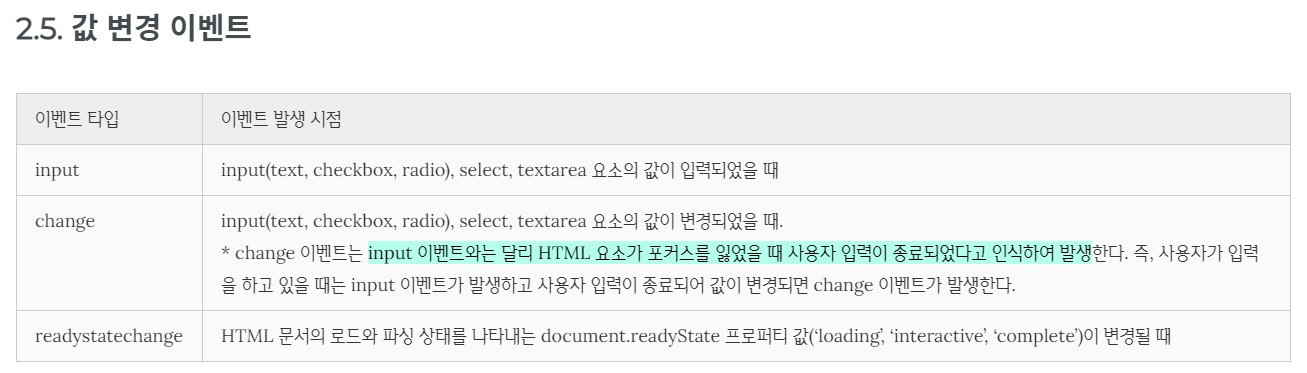 2.5. 값 변경 이벤트
이벤트 타입
이벤트 발생 시점
input
input(text, checkbox, radio), select, textarea 요소의 값이 입력되었을 때
change
input(text, checkbox, radio), select, textarea 요소의 값이 변경되었을 때.
* change 이벤트는 input 이벤트와는 달리 HTML 요소가 포커스를 잃었을 때 사용자 입력이 종료되었다고 인식하여 발생한다. 즉, 사용자가 입력
을 하고 있을 때는 input 이벤트가 발생하고 사용자 입력이 종료되어 값이 변경되면 change 이벤트가 발생한다.
readystatechange
HTML 문서의 로드와 파싱 상태를 나타내는 document.readyState 프로퍼티 값(‘loading’, ‘interactive’, ‘complete’)이 변경될 때